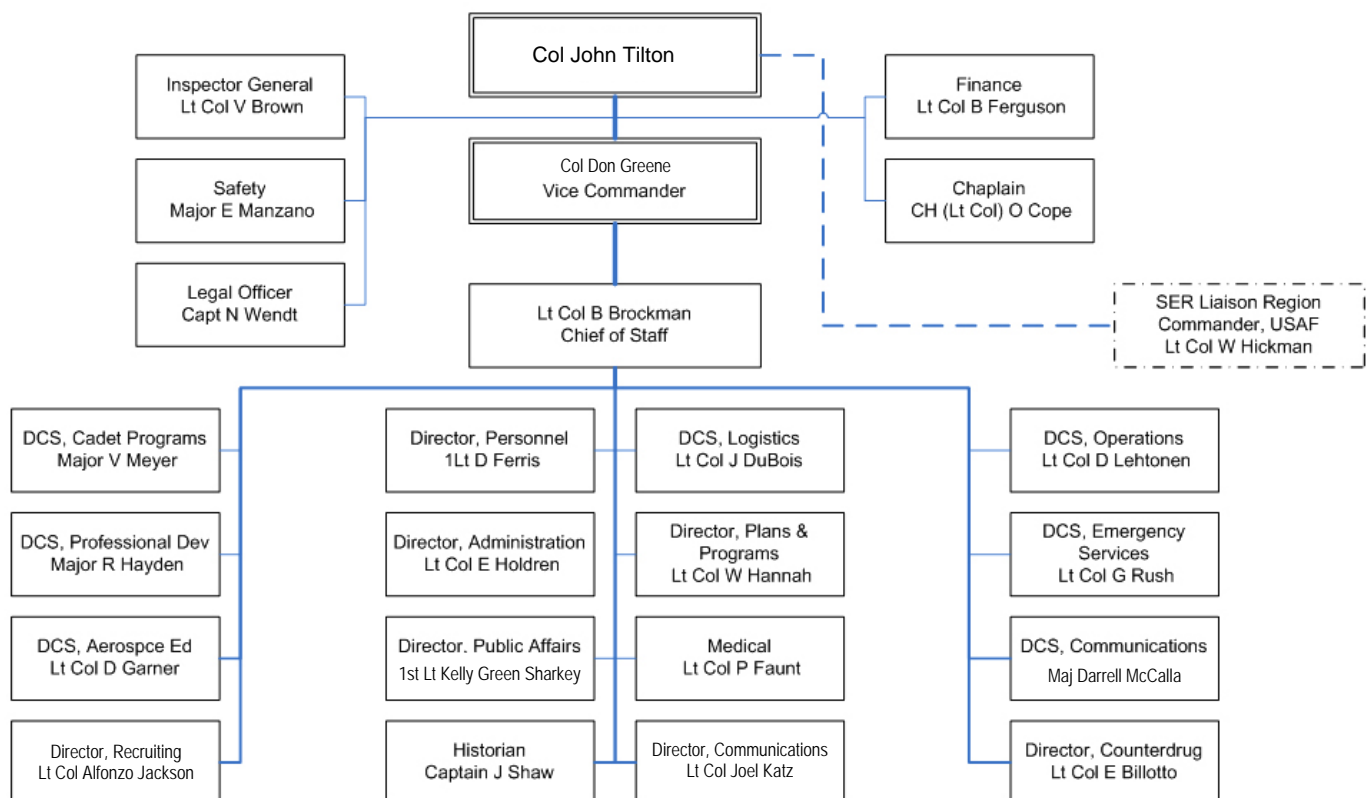 Col John Tilton
Inspector General
Lt Col V Brown
Finance
Lt Col B Ferguson
Col Don Greene
Vice Commander
Safety
Major E Manzano
Chaplain
CH (Lt Col) O Cope
Legal Officer
Capt N Wendt
Lt Col B Brockman
Chief of Staff
SER Liaison Region
Commander, USAF
Lt Col W Hickman
DCS, Cadet Programs
Major V Meyer
Director, Personnel
1Lt D Ferris
DCS, Logistics
Lt Col J DuBois
DCS, Operations
Lt Col D Lehtonen
DCS, Professional Dev
Major R Hayden
Director, Administration
Lt Col E Holdren
Director, Plans &
Programs
Lt Col W Hannah
DCS, Emergency
Services
Lt Col G Rush
DCS, Aerospce Ed
Lt Col D Garner
Director. Public Affairs
1st Lt Kelly Green Sharkey
Medical
Lt Col P Faunt
DCS, Communications
Maj Darrell McCalla
Director, Recruiting
Lt Col Alfonzo Jackson
Historian
Captain J Shaw
Director, Communications
Lt Col Joel Katz
Director, Counterdrug
Lt Col E Billotto